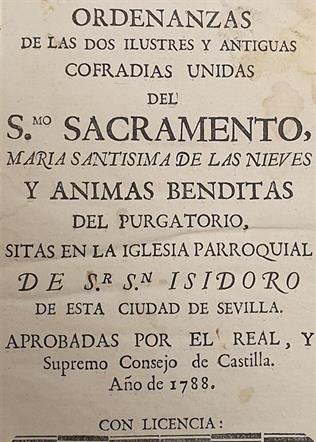 ORDENANZAS
DE LAS DOS ILUSTRES Y ANTIGUAS
COFRADIAS UNIDAS
DEL
S.MO SACRAMENTO,
MARIA SANTISIMA DE LAS NIEVES
Y ANIMAS BENDITAS
DEL PURGATORIO,
SITAS EN LA IGLESIA PARROQUIAL
DE S.R S.N ISIDORO
DE ESTA CIUDAD DE SEVILLA.
APROBADAS POR EL REAL, Y
Supremo Consejo de Castilla.
Año de 1788.
CON LICENCIA: